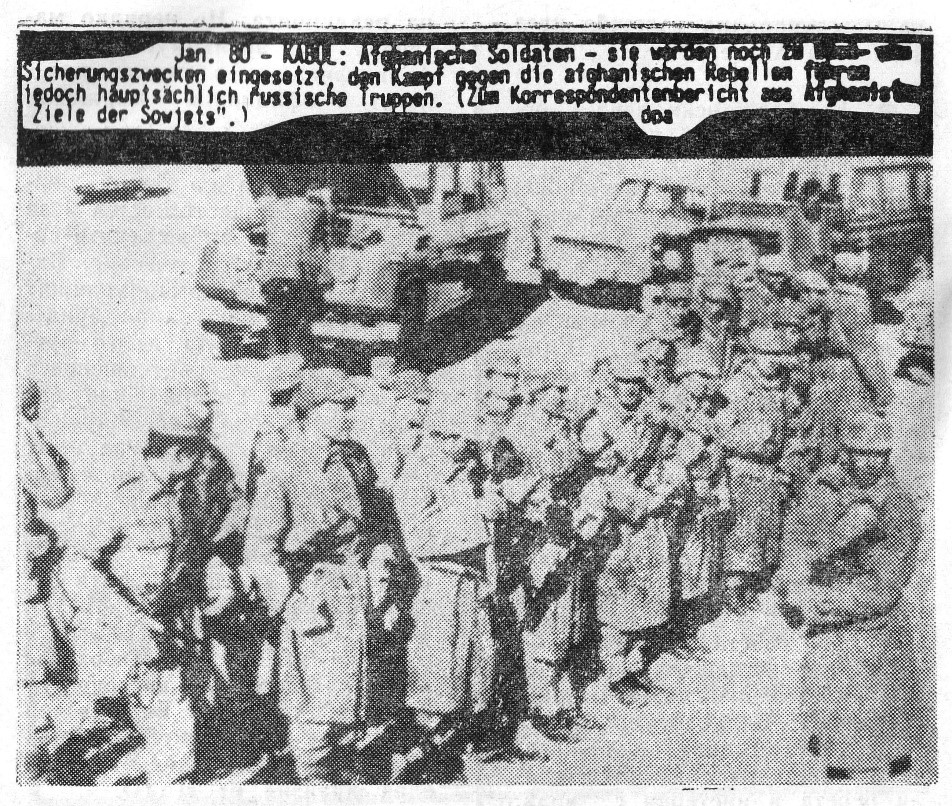 Jan. 80 - KABUL: Afghanische Soldaten - sie werden noch zu
Sicherungszwecken eingesetzt, den Kampf gegen die afghanischen Rebellen führen
jedoch hauptsächlich russische Truppen. (Zum Korrespondentenbericht aus
Ziele der Sowjets".)
dpa